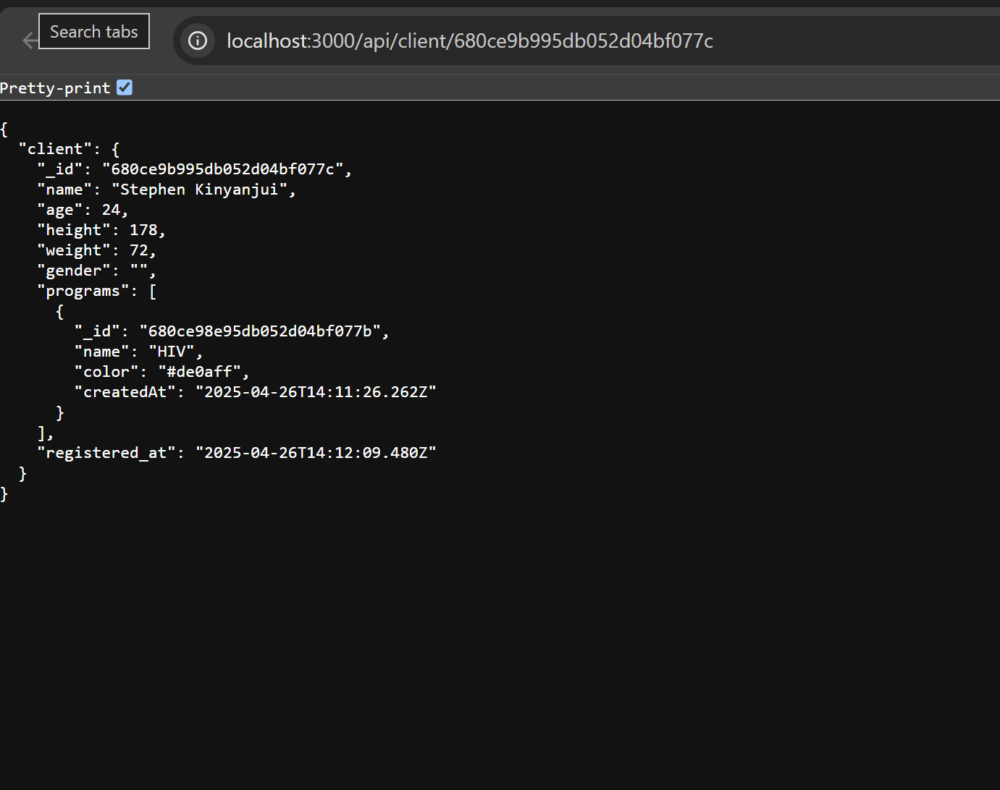 Search tabs
localhost:3000/api/client/680ce9b995db052d04bf077c
Pretty-print
{
  "client": {
    "_id": "680ce9b995db052d04bf077c",
    "name": "Stephen Kinyanjui",
    "age": 24,
    "height": 178,
    "weight": 72,
    "gender": "",
    "programs": [
      {
        "_id": "680ce98e95db052d04bf077b",
        "name": "HIV",
        "color": "#de0aff",
        "createdAt": "2025-04-26T14:11:26.262Z"
      }
    ],
    "registered_at": "2025-04-26T14:12:09.480Z"
  }
}